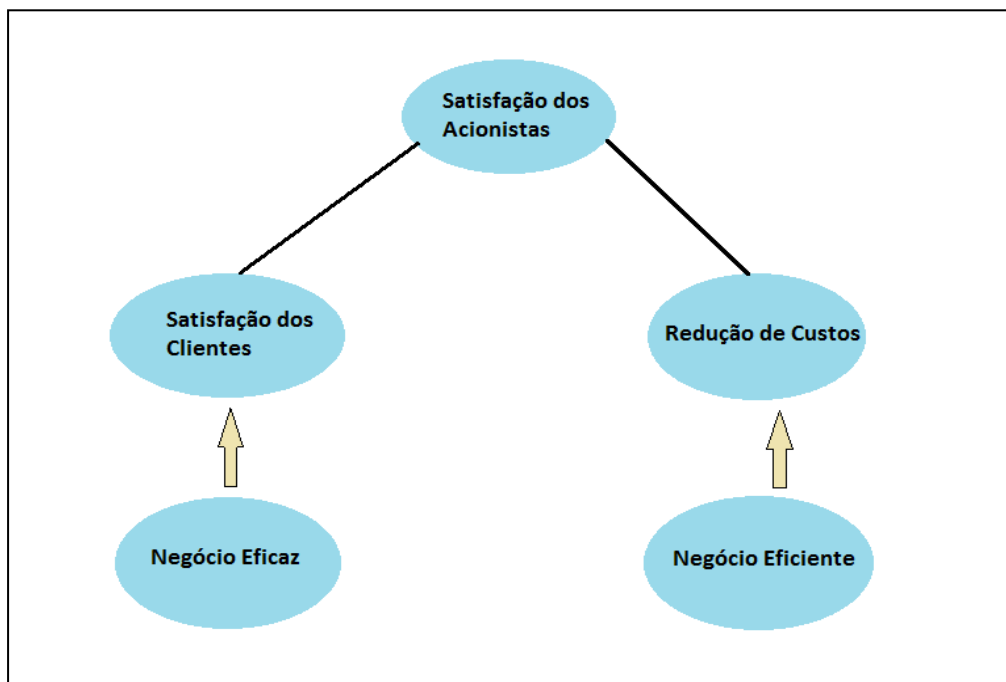 Satisfação dos
Acionistas
Satisfação dos
Clientes
Redução de Custos
Negócio Eficaz
Negócio Eficiente